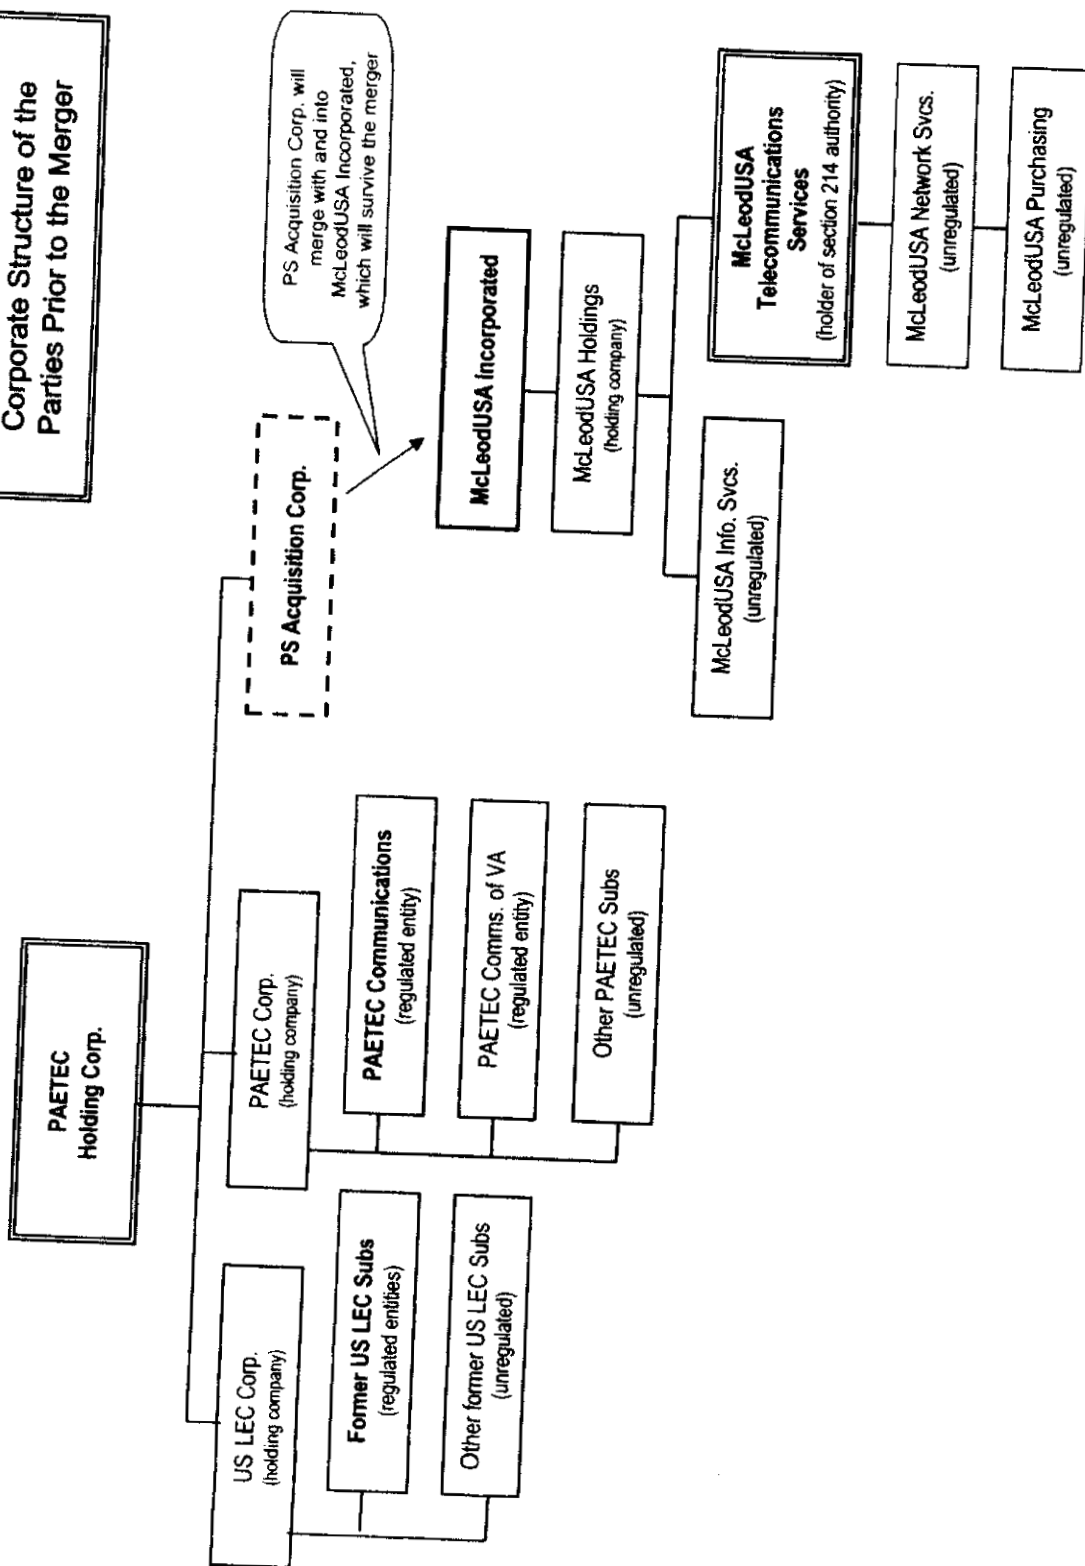 Corporate Structure of the
Parties Prior to the Merger
PAETEC
Holding Corp.
US LEC Corp.
(holding company)
PAETEC Corp.
(holding company)
PS Acquisition Corp.
PS Acquisition Corp. will
merge with and into
McLeodUSA Incorporated,
which will survive the merger
Former US LEC Subs
(regulated entities)
Other former US LEC Subs
(unregulated)
PAETEC Communications
(regulated entity)
PAETEC Comms. of VA
(regulated entity)
Other PAETEC Subs
(unregulated)
McLeodUSA Incorporated
McLeodUSA Holdings
(holding company)
McLeodUSA Info. Svcs.
(unregulated)
McLeodUSA
Telecommunications
Services
(holder of section 214 authority)
McLeodUSA Network Svcs.
(unregulated)
McLeodUSA Purchasing
(unregulated)